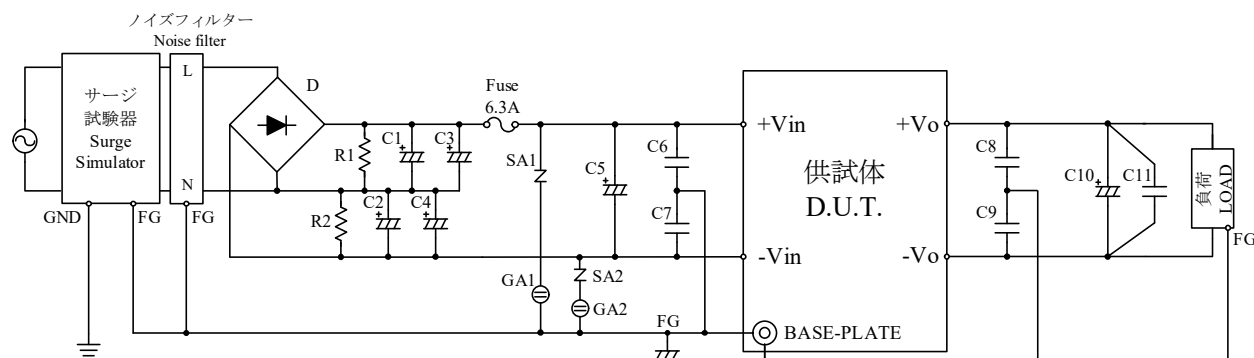 ノイズフィルター
Noise filter
L
D
サージ
試験器
Surge
Simulator
N
GND
FG
FG
R1
C1
C3
R2
C2
C4
Fuse
6.3A
SA1
C5
C6
C7
GA1
SA2
GA2
FG
+Vin
-Vin
供試体
D.U.T.
+Vo
-Vo
BASE-PLATE
C8
C9
C10
C11
負荷
LOAD
FG